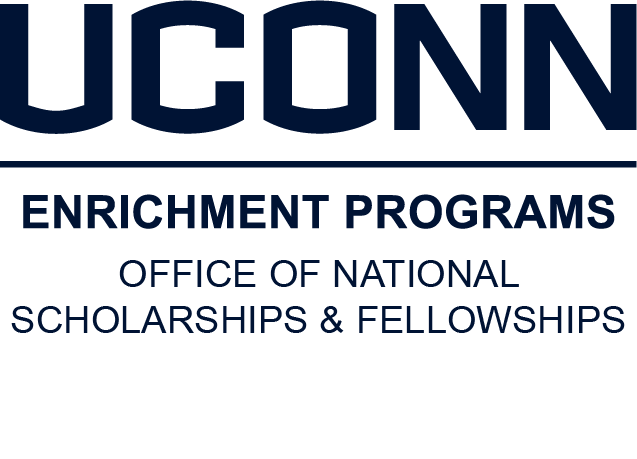 UCONN
ENRICHMENT PROGRAMS
OFFICE OF NATIONAL
SCHOLARSHIPS & FELLOWSHIPS